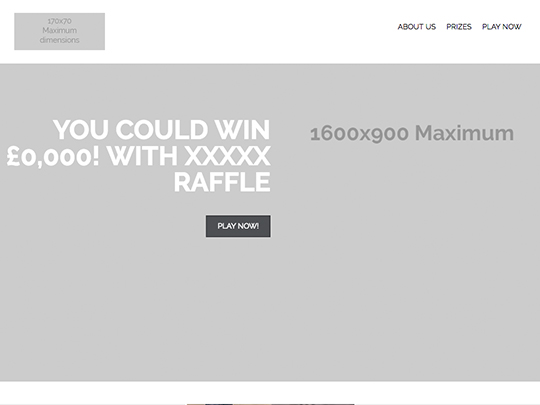 170x70
Maximum
dimensions.
ABOUT US PRIZES PLAY NOW
YOU COULD WIN
£0,000! WITH XXXXX
RAFFLE
1600x900 Maximum
PLAY NOW!